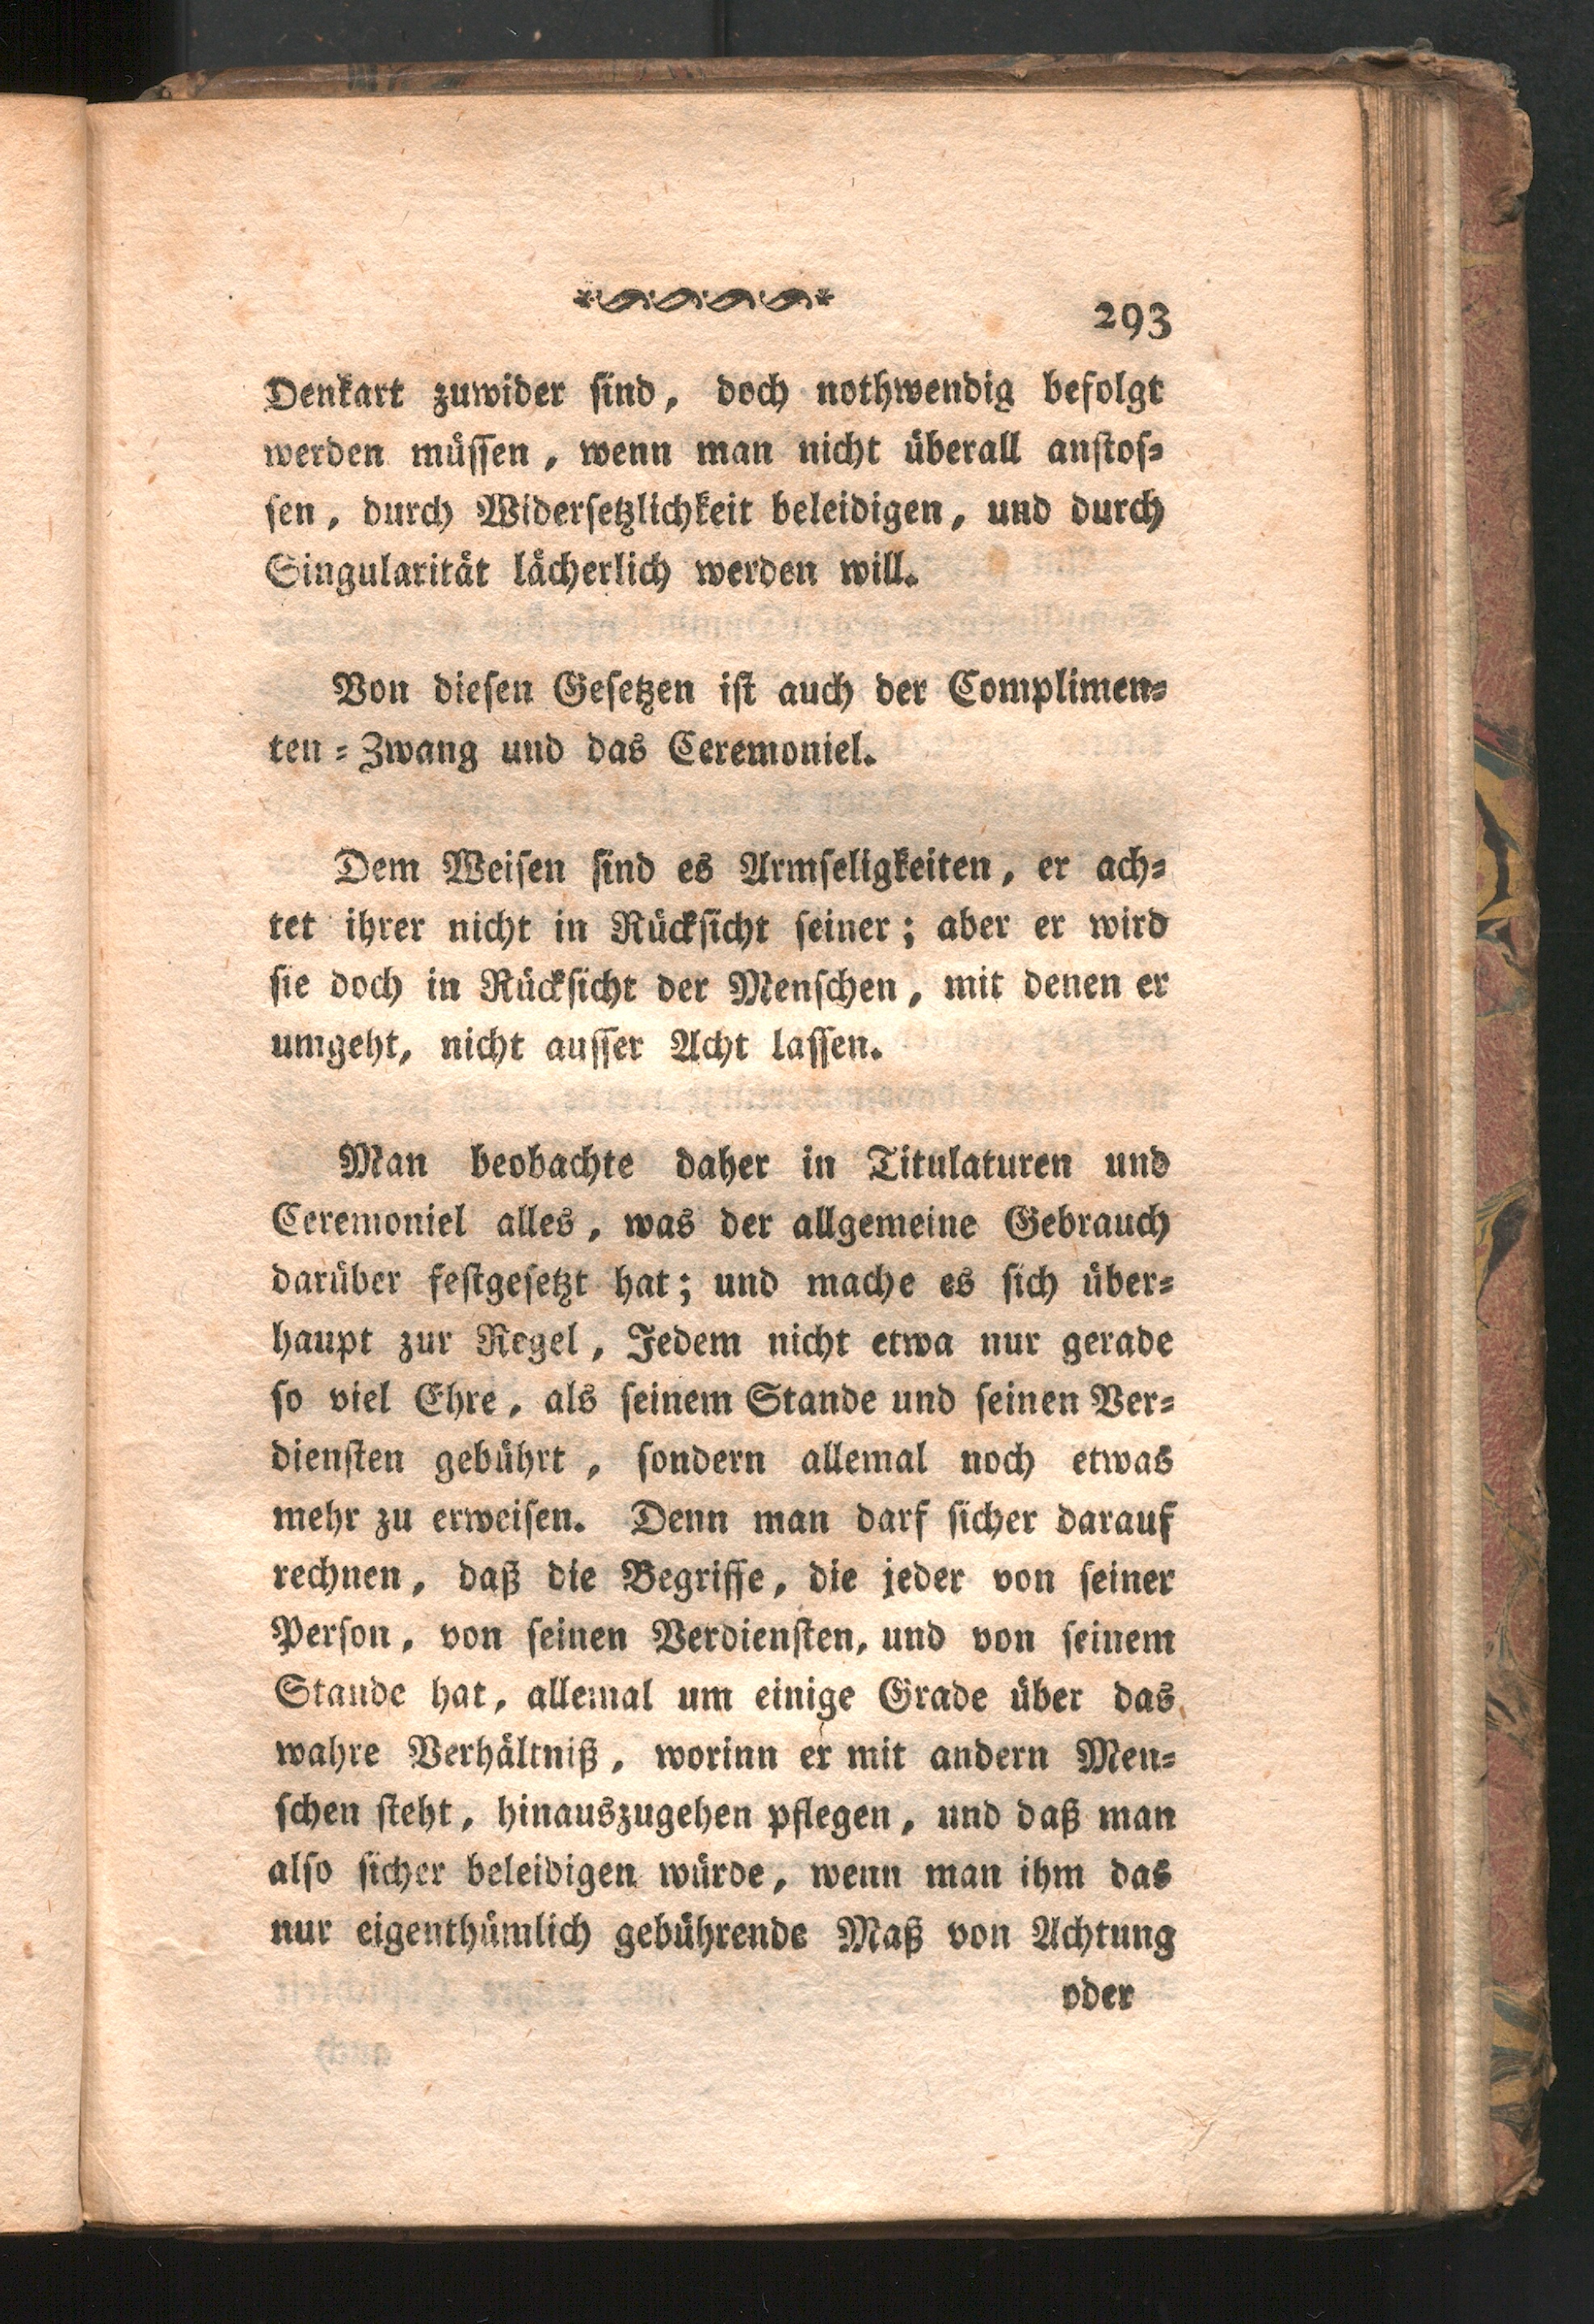 293
Denkart zuwider sind, doch nothwendig befolgt
werden müssen, wenn man nicht überall anstos-
sen, durch Widersetzlichkeit beleidigen, und durch
Singularität lächerlich werden will.
Von diesen Gesetzen ist auch der Complimen-
ten-Zwang und das Ceremoniel.
Dem Weisen sind es Armseligkeiten, er ach-
tet ihrer nicht in Rücksicht seiner; aber er wird
sie doch in Rücksicht der Menschen, mit denen er
umgeht, nicht ausser Acht lassen.
Man beobachte daher in Titulaturen und
Ceremoniel alles, was der allgemeine Gebrauch
darüber festgesetzt hat; und mache es sich über-
haupt zur Regel, Jedem nicht etwa nur gerade
so viel Ehre, als seinem Stande und seinen Ver-
diensten gebührt, sondern allemal noch etwas
mehr zu erweisen. Denn man darf sicher darauf
rechnen, daß die Begriffe, die jeder von seiner
Person, von seinen Verdiensten, und von seinem
Stande hat, allemal um einige Grade über das
wahre Verhältniß, worinn er mit andern Men-
schen steht, hinauszugehen pflegen, und daß man
also sicher beleidigen würde, wenn man ihm das
nur eigenthümlich gebührende Maß von Achtung
oder